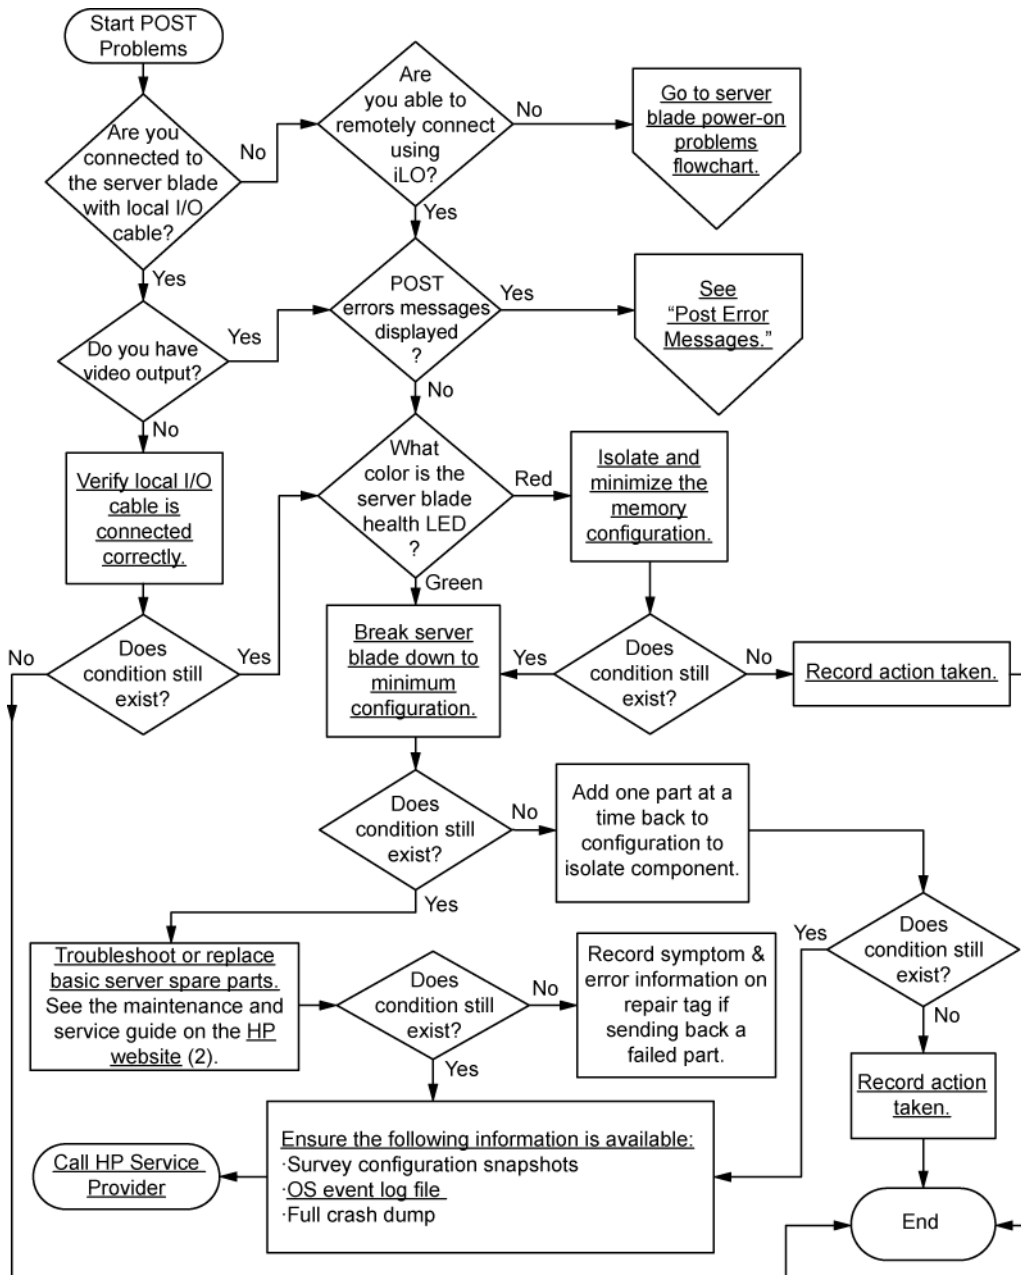 Start POST
Problems
Are you
connected to
the server blade
with local I/O
cable?
No
Are
you able to
remotely connect
using
iLO?
No
Go to server
blade power-on
problems
flowchart.
Yes
Yes
Do you have
video output?
Yes
POST
errors messages
displayed
?
Yes
See
“Post Error
Messages.”
No
No
Verify local I/O
cable is
connected
correctly.
What
color is the
server blade
health LED
?
Red
Isolate and
minimize the
memory
configuration.
Green
No
Does
condition still
exist?
Yes
Break server
blade down to
minimum
configuration.
Yes
Does
condition still
exist?
No
Record action taken.
Does
condition still
exist?
No
Add one part at a
time back to
configuration to
isolate component.
Yes
Troubleshoot or replace
basic server spare parts.
See the maintenance and
service guide on the HP
website (2).
Does
condition still
exist?
No
Record symptom &
error information on
repair tag if
sending back a
failed part.
Yes
Does
condition still
exist?
No
Yes
Record action
taken.
Ensure the following information is available:
·Survey configuration snapshots
·OS event log file
·Full crash dump
Call HP Service
Provider
End